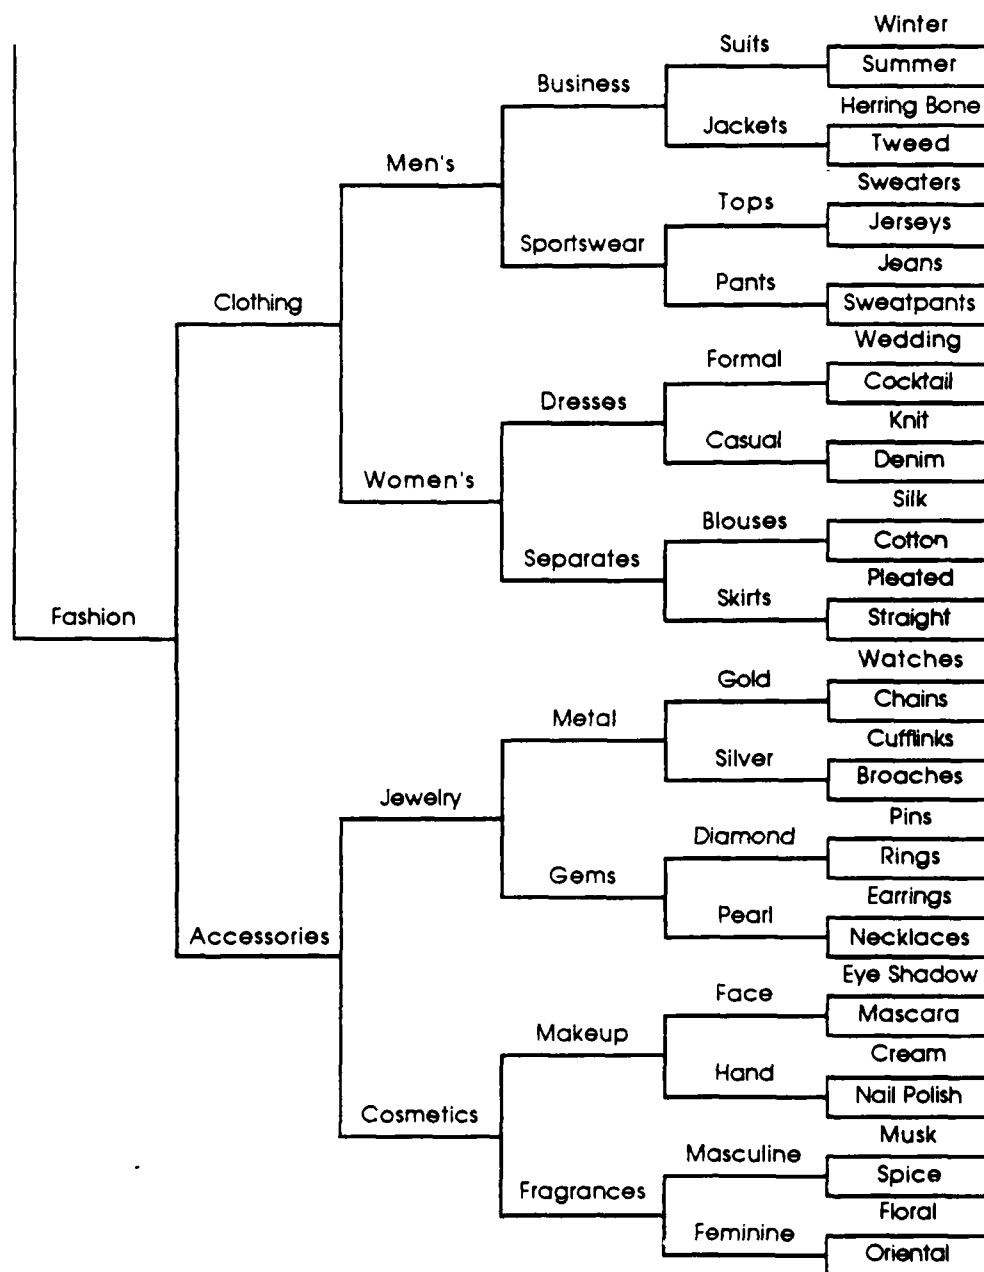 Winter
Suits
Summer
Business
Herring Bone
Jackets
Tweed
Men's
Sweaters
Tops
Jerseys
Sportswear
Jeans
Pants
Sweatpants
Clothing
Wedding
Formal
Cocktail
Dresses
Knit
Casual
Denim
Women's
Silk
Blouses
Cotton
Separates
Pleated
Skirts
Straight
Fashion
Watches
Gold
Chains
Metal
Cufflinks
Silver
Broaches
Jewelry
Pins
Diamond
Rings
Gems
Earrings
Pearl
Necklaces
Accessories
Eye Shadow
Face
Mascara
Makeup
Cream
Hand
Nail Polish
Cosmetics
Musk
Masculine
Spice
Fragrances
Floral
Feminine
Oriental